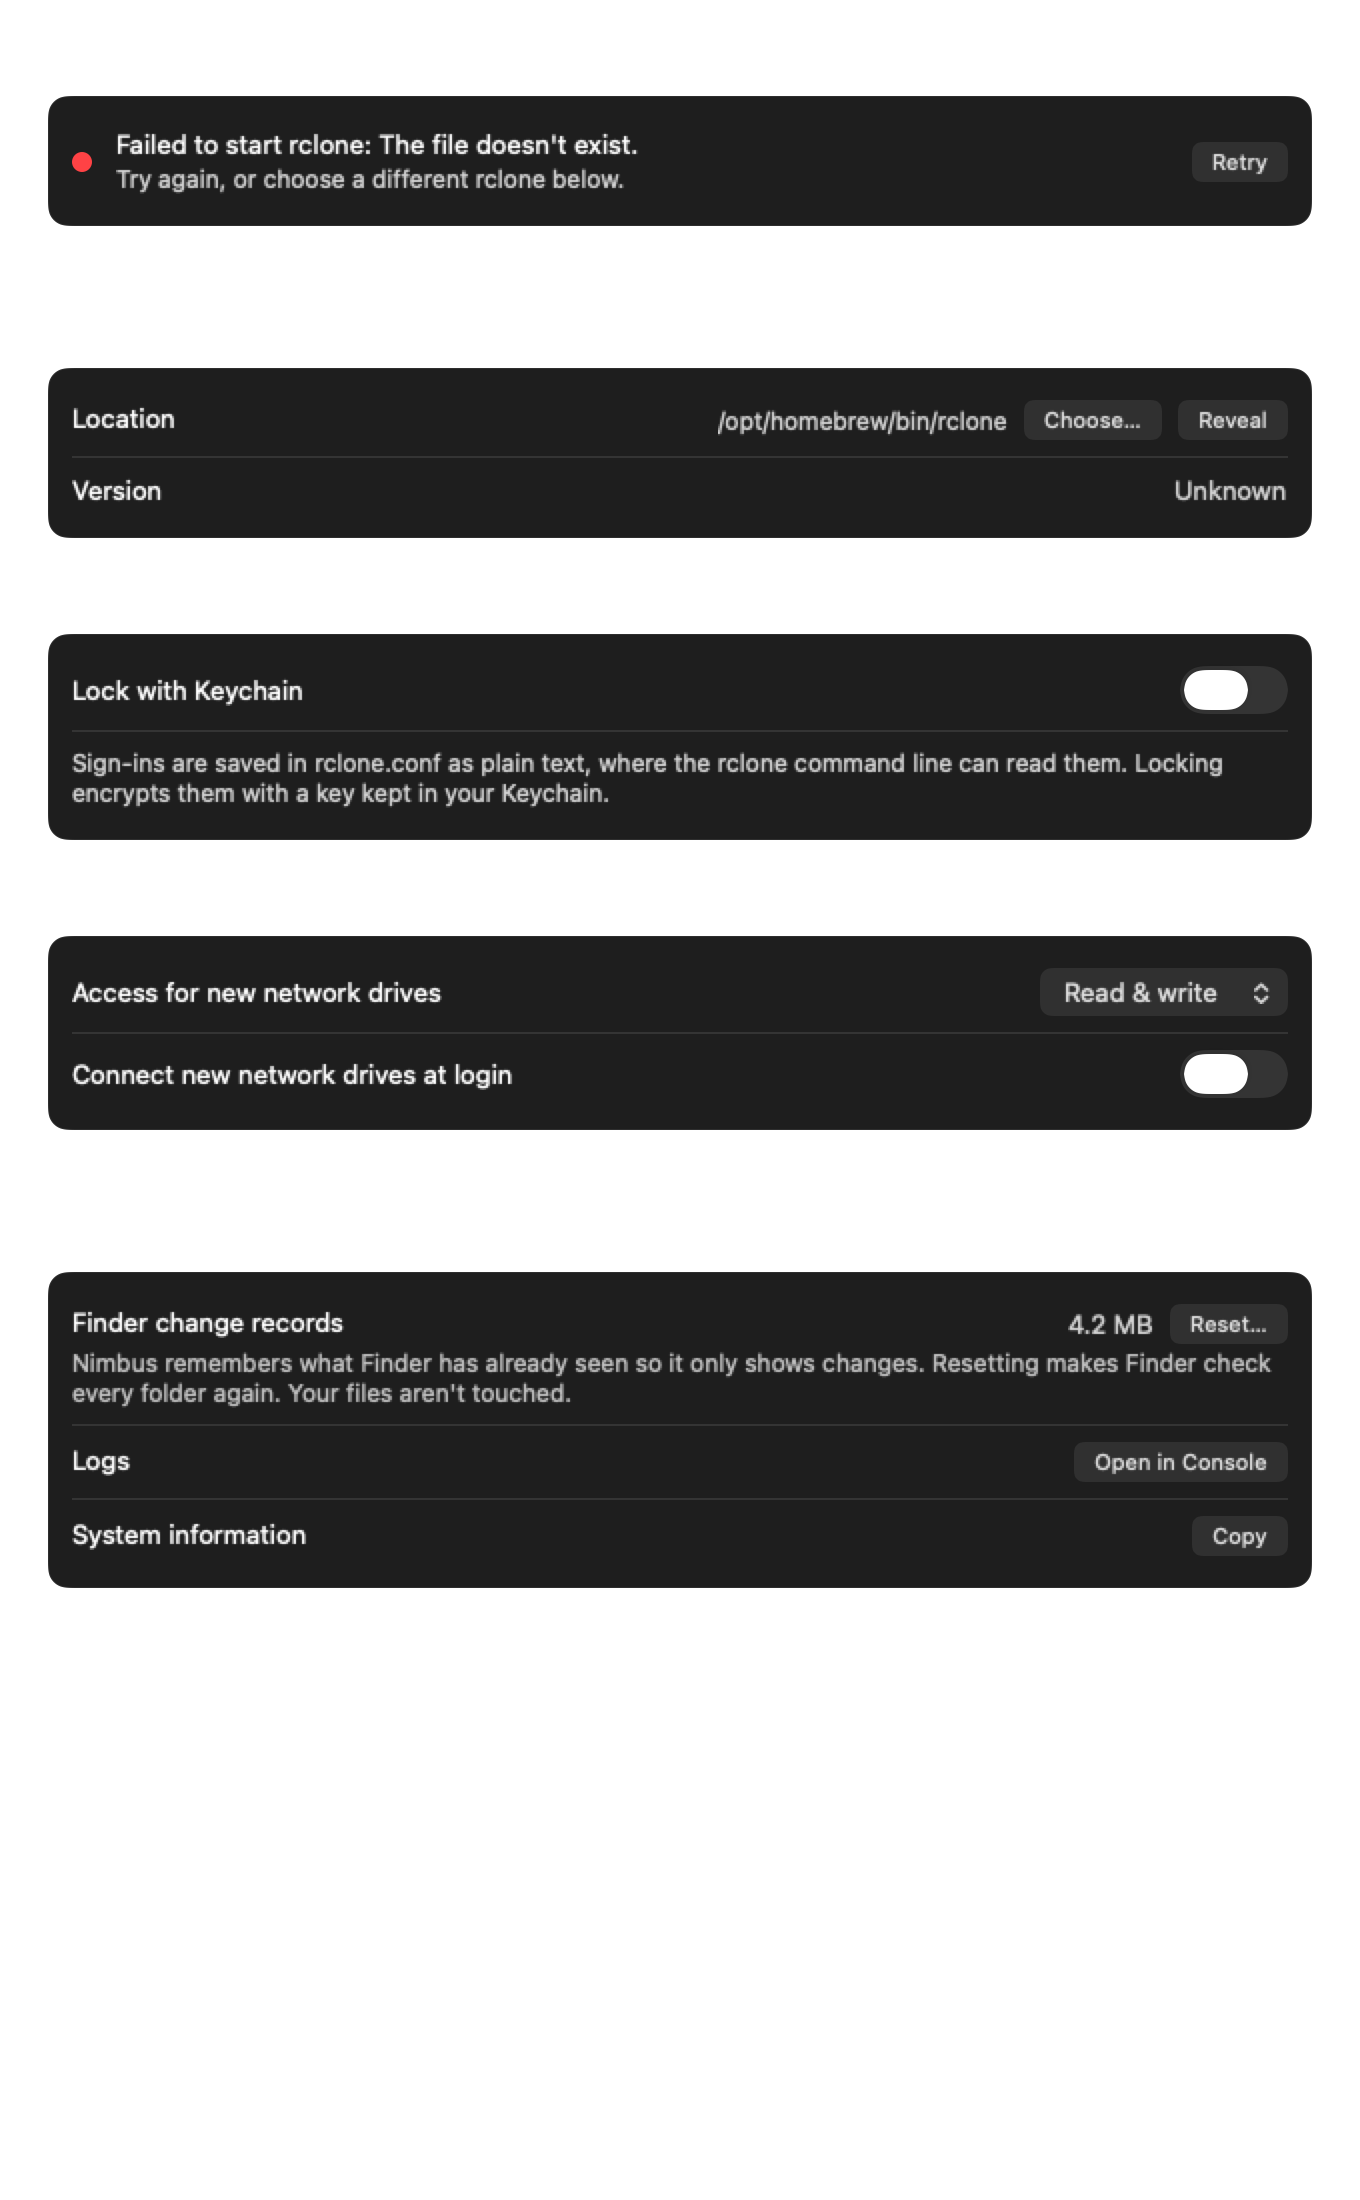 Failed to start rclone: The file doesn't exist.
Try again, or choose a different rclone below.
Retry
Location
/opt/homebrew/bin/rclone
Choose...
Reveal
Version
Unknown
Lock with Keychain
Sign-ins are saved in rclone.conf as plain text, where the rclone command line can read them. Locking
encrypts them with a key kept in your Keychain.
Access for new network drives
Read & write
Connect new network drives at login
Finder change records
4.2 MB
Reset...
Nimbus remembers what Finder has already seen so it only shows changes. Resetting makes Finder check
every folder again. Your files aren't touched.
Logs
Open in Console
System information
Copy